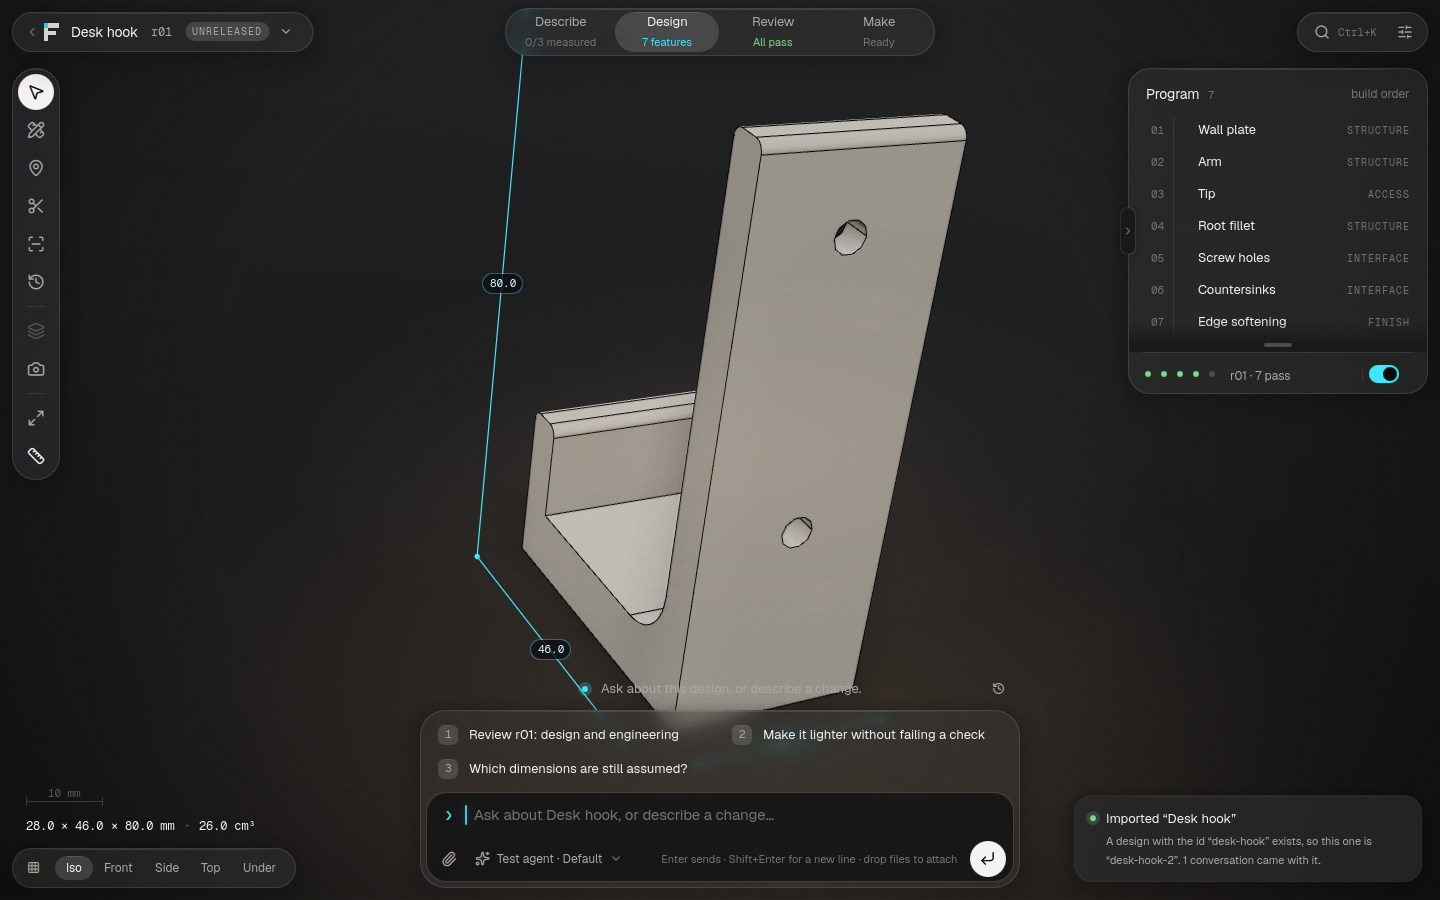 Desk hook r01 UNRELEASED
Describe
0/3 measured
Design
7 features
Review
All pass
Make
Ready
Ctrl+K
Program 7 build order
01 Wall plate STRUCTURE
02 Arm STRUCTURE
03 Tip ACCESS
04 Root fillet STRUCTURE
05 Screw holes INTERFACE
06 Countersinks INTERFACE
07 Edge softening FINISH
r01 · 7 pass
80.0
46.0
Ask about this design, or describe a change.
1 Review r01: design and engineering
2 Make it lighter without failing a check
3 Which dimensions are still assumed?
Ask about Desk hook, or describe a change…
Test agent · Default
Enter sends · Shift+Enter for a new line · drop files to attach
10 mm
28.0 × 46.0 × 80.0 mm · 26.0 cm³
Iso Front Side Top Under
Imported “Desk hook”
A design with the id “desk-hook” exists, so this one is
“desk-hook-2”. 1 conversation came with it.